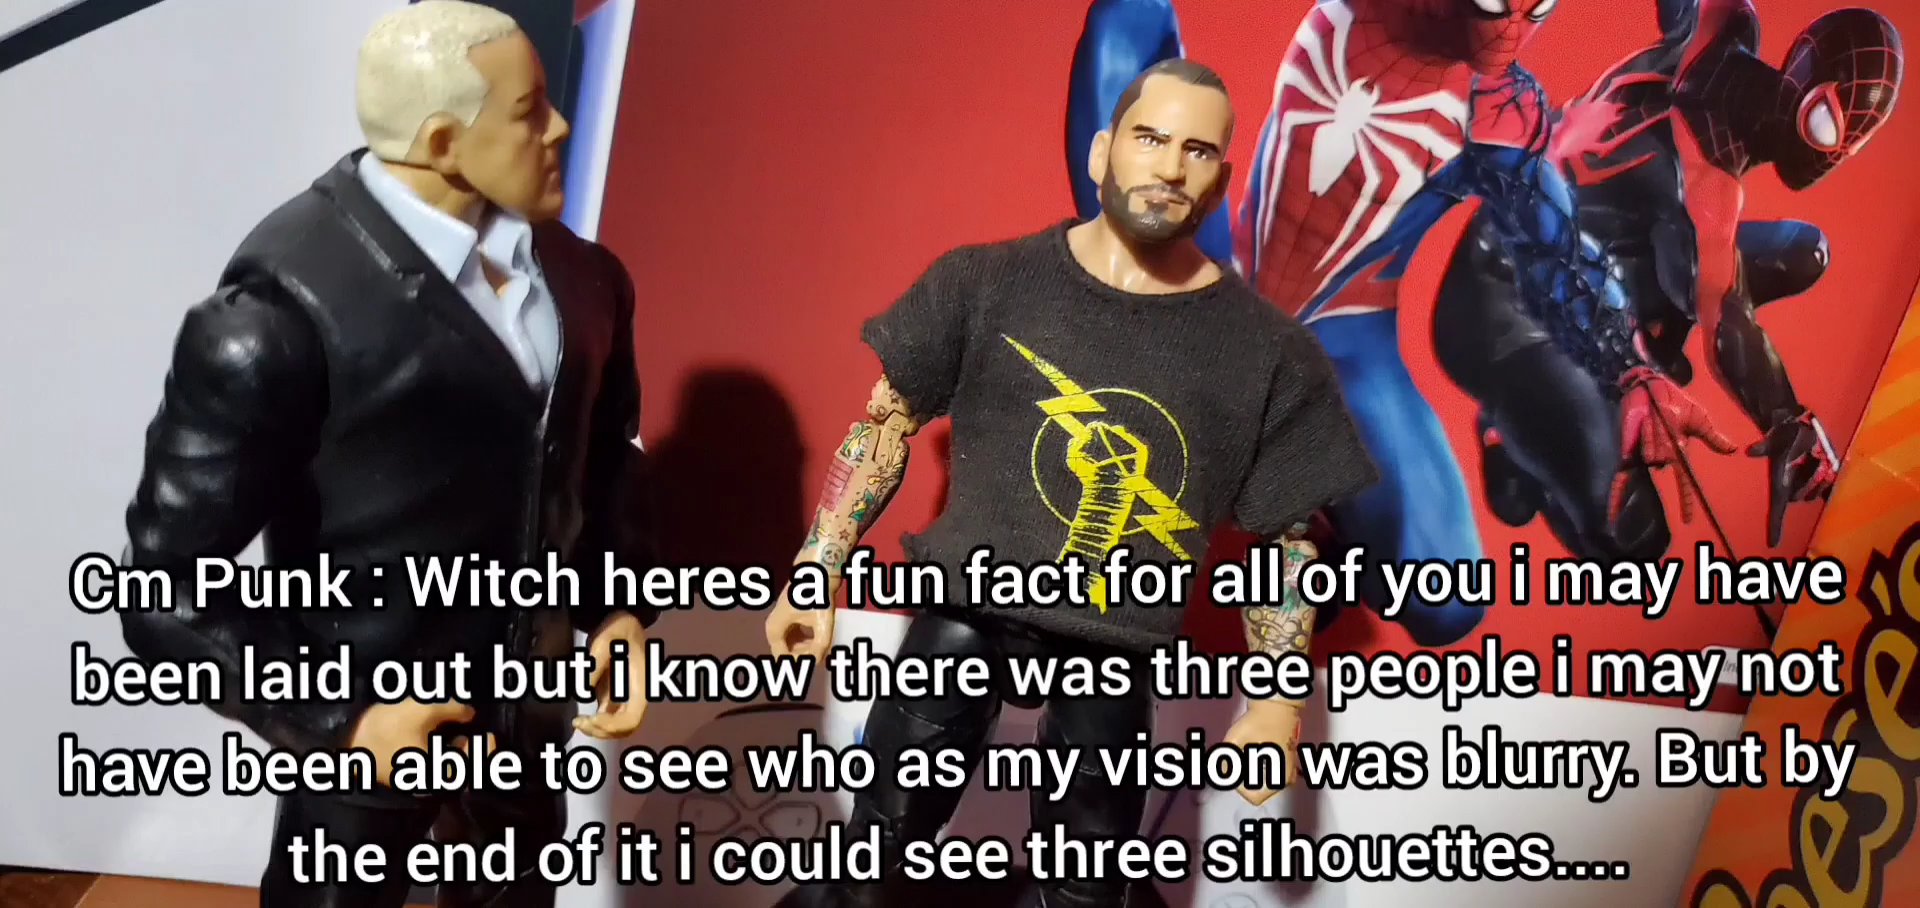 Cm Punk : Witch heres a fun fact for all of you i may have
been laid out but i know there was three people i may not
have been able to see who as my vision was blurry. But by
the end of it i could see three silhouettes....